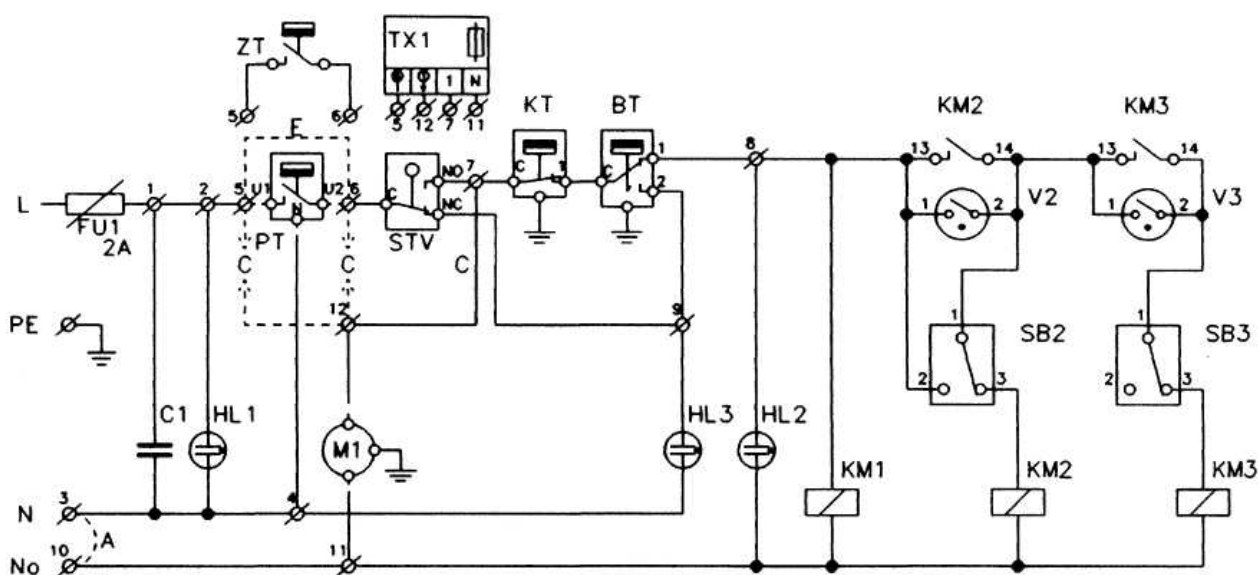 ZT
TX1
1 N
5 6 5 12 7 11
E
KT BT KM2 KM3
C 1 C 1 2
8
13 14 13 14
L
FU1
2A
1 2 5 U1 N U2 6
C NO NC 7
PT STV
1 2 V2
1 2 V3
C C C
PE
12 9
1 SB2
2 3
1 SB3
2 3
C1 HL1 M1 HL3 HL2
KM1 KM2 KM3
N 3 4
A
No 10 11